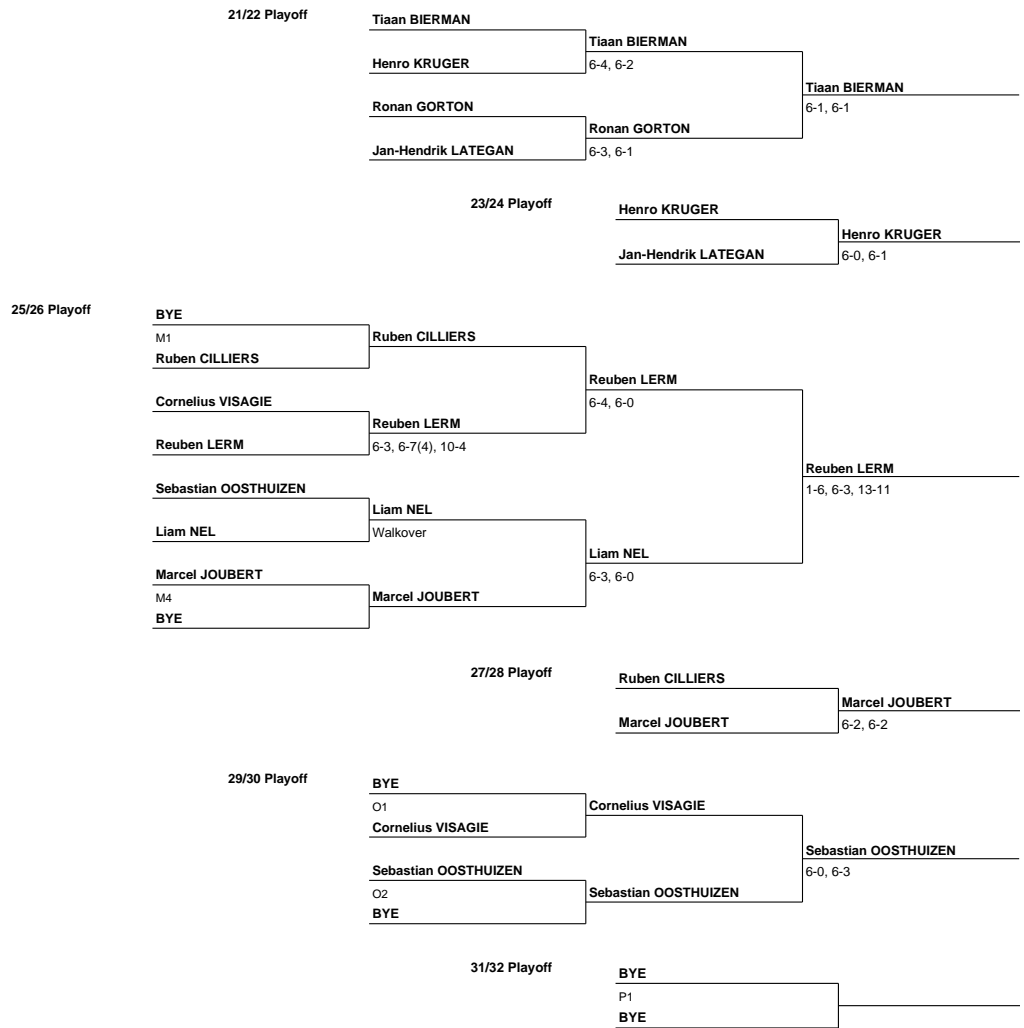 21/22 Playoff
Tiaan BIERMAN
Tiaan BIERMAN
Henro KRUGER
6-4, 6-2
Tiaan BIERMAN
6-1, 6-1
Ronan GORTON
Ronan GORTON
Jan-Hendrik LATEGAN
6-3, 6-1
23/24 Playoff
Henro KRUGER
Henro KRUGER
Jan-Hendrik LATEGAN
6-0, 6-1
25/26 Playoff
BYE
M1
Ruben CILLIERS
Ruben CILLIERS
Reuben LERM
6-4, 6-0
Cornelius VISAGIE
Reuben LERM
Reuben LERM
6-3, 6-7(4), 10-4
Reuben LERM
1-6, 6-3, 13-11
Sebastian OOSTHUIZEN
Liam NEL
Liam NEL
Walkover
Liam NEL
6-3, 6-0
Marcel JOUBERT
M4
Marcel JOUBERT
BYE
27/28 Playoff
Ruben CILLIERS
Marcel JOUBERT
Marcel JOUBERT
6-2, 6-2
29/30 Playoff
BYE
O1
Cornelius VISAGIE
Cornelius VISAGIE
Sebastian OOSTHUIZEN
6-0, 6-3
Sebastian OOSTHUIZEN
O2
Sebastian OOSTHUIZEN
BYE
31/32 Playoff
BYE
P1
BYE